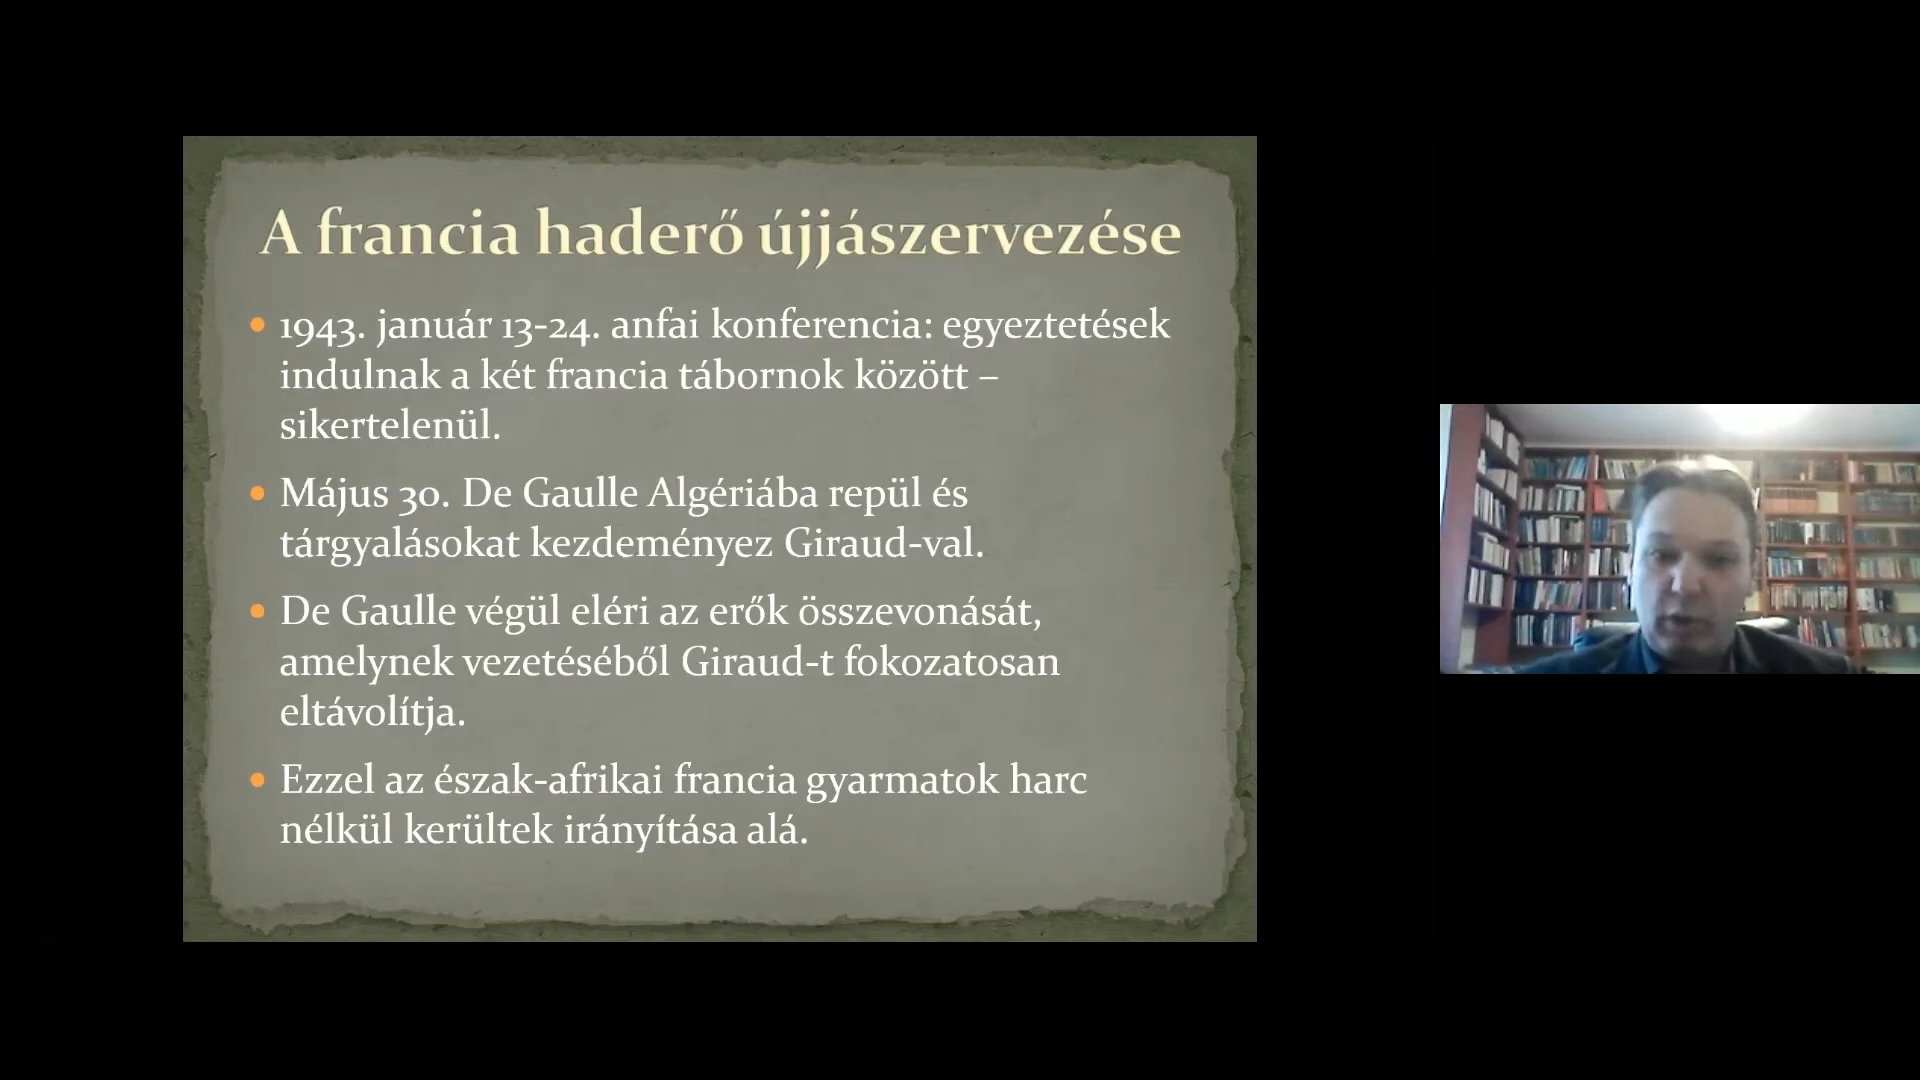 A francia haderő újjászervezése
1943. január 13-24. anfai konferencia: egyeztetések
indulnak a két francia tábornok között –
sikertelenül.
Május 30. De Gaulle Algériába repül és
tárgyalásokat kezdeményez Giraud-val.
De Gaulle végül eléri az erők összevonását,
amelynek vezetéséből Giraud-t fokozatosan
eltávolítja.
Ezzel az észak-afrikai francia gyarmatok harc
nélkül kerültek irányítása alá.